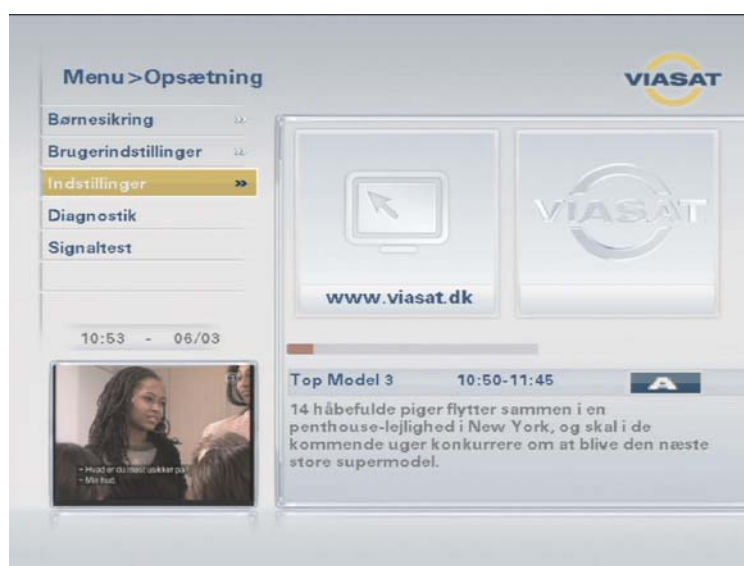 Menu>Opsætning
VIASAT
Børnesikring »
Brugerindstillinger »
Indstillinger »
Diagnostik
Signaltest
VIASAT
www.viasat.dk
10:53 - 06/03
Top Model 3 10:50-11:45 A
14 håbefulde piger flytter sammen i en
penthouse-lejlighed i New York, og skal i de
kommende uger konkurrere om at blive den næste
store supermodel.
- Hvad er du mest usikker på?
- Min hud.